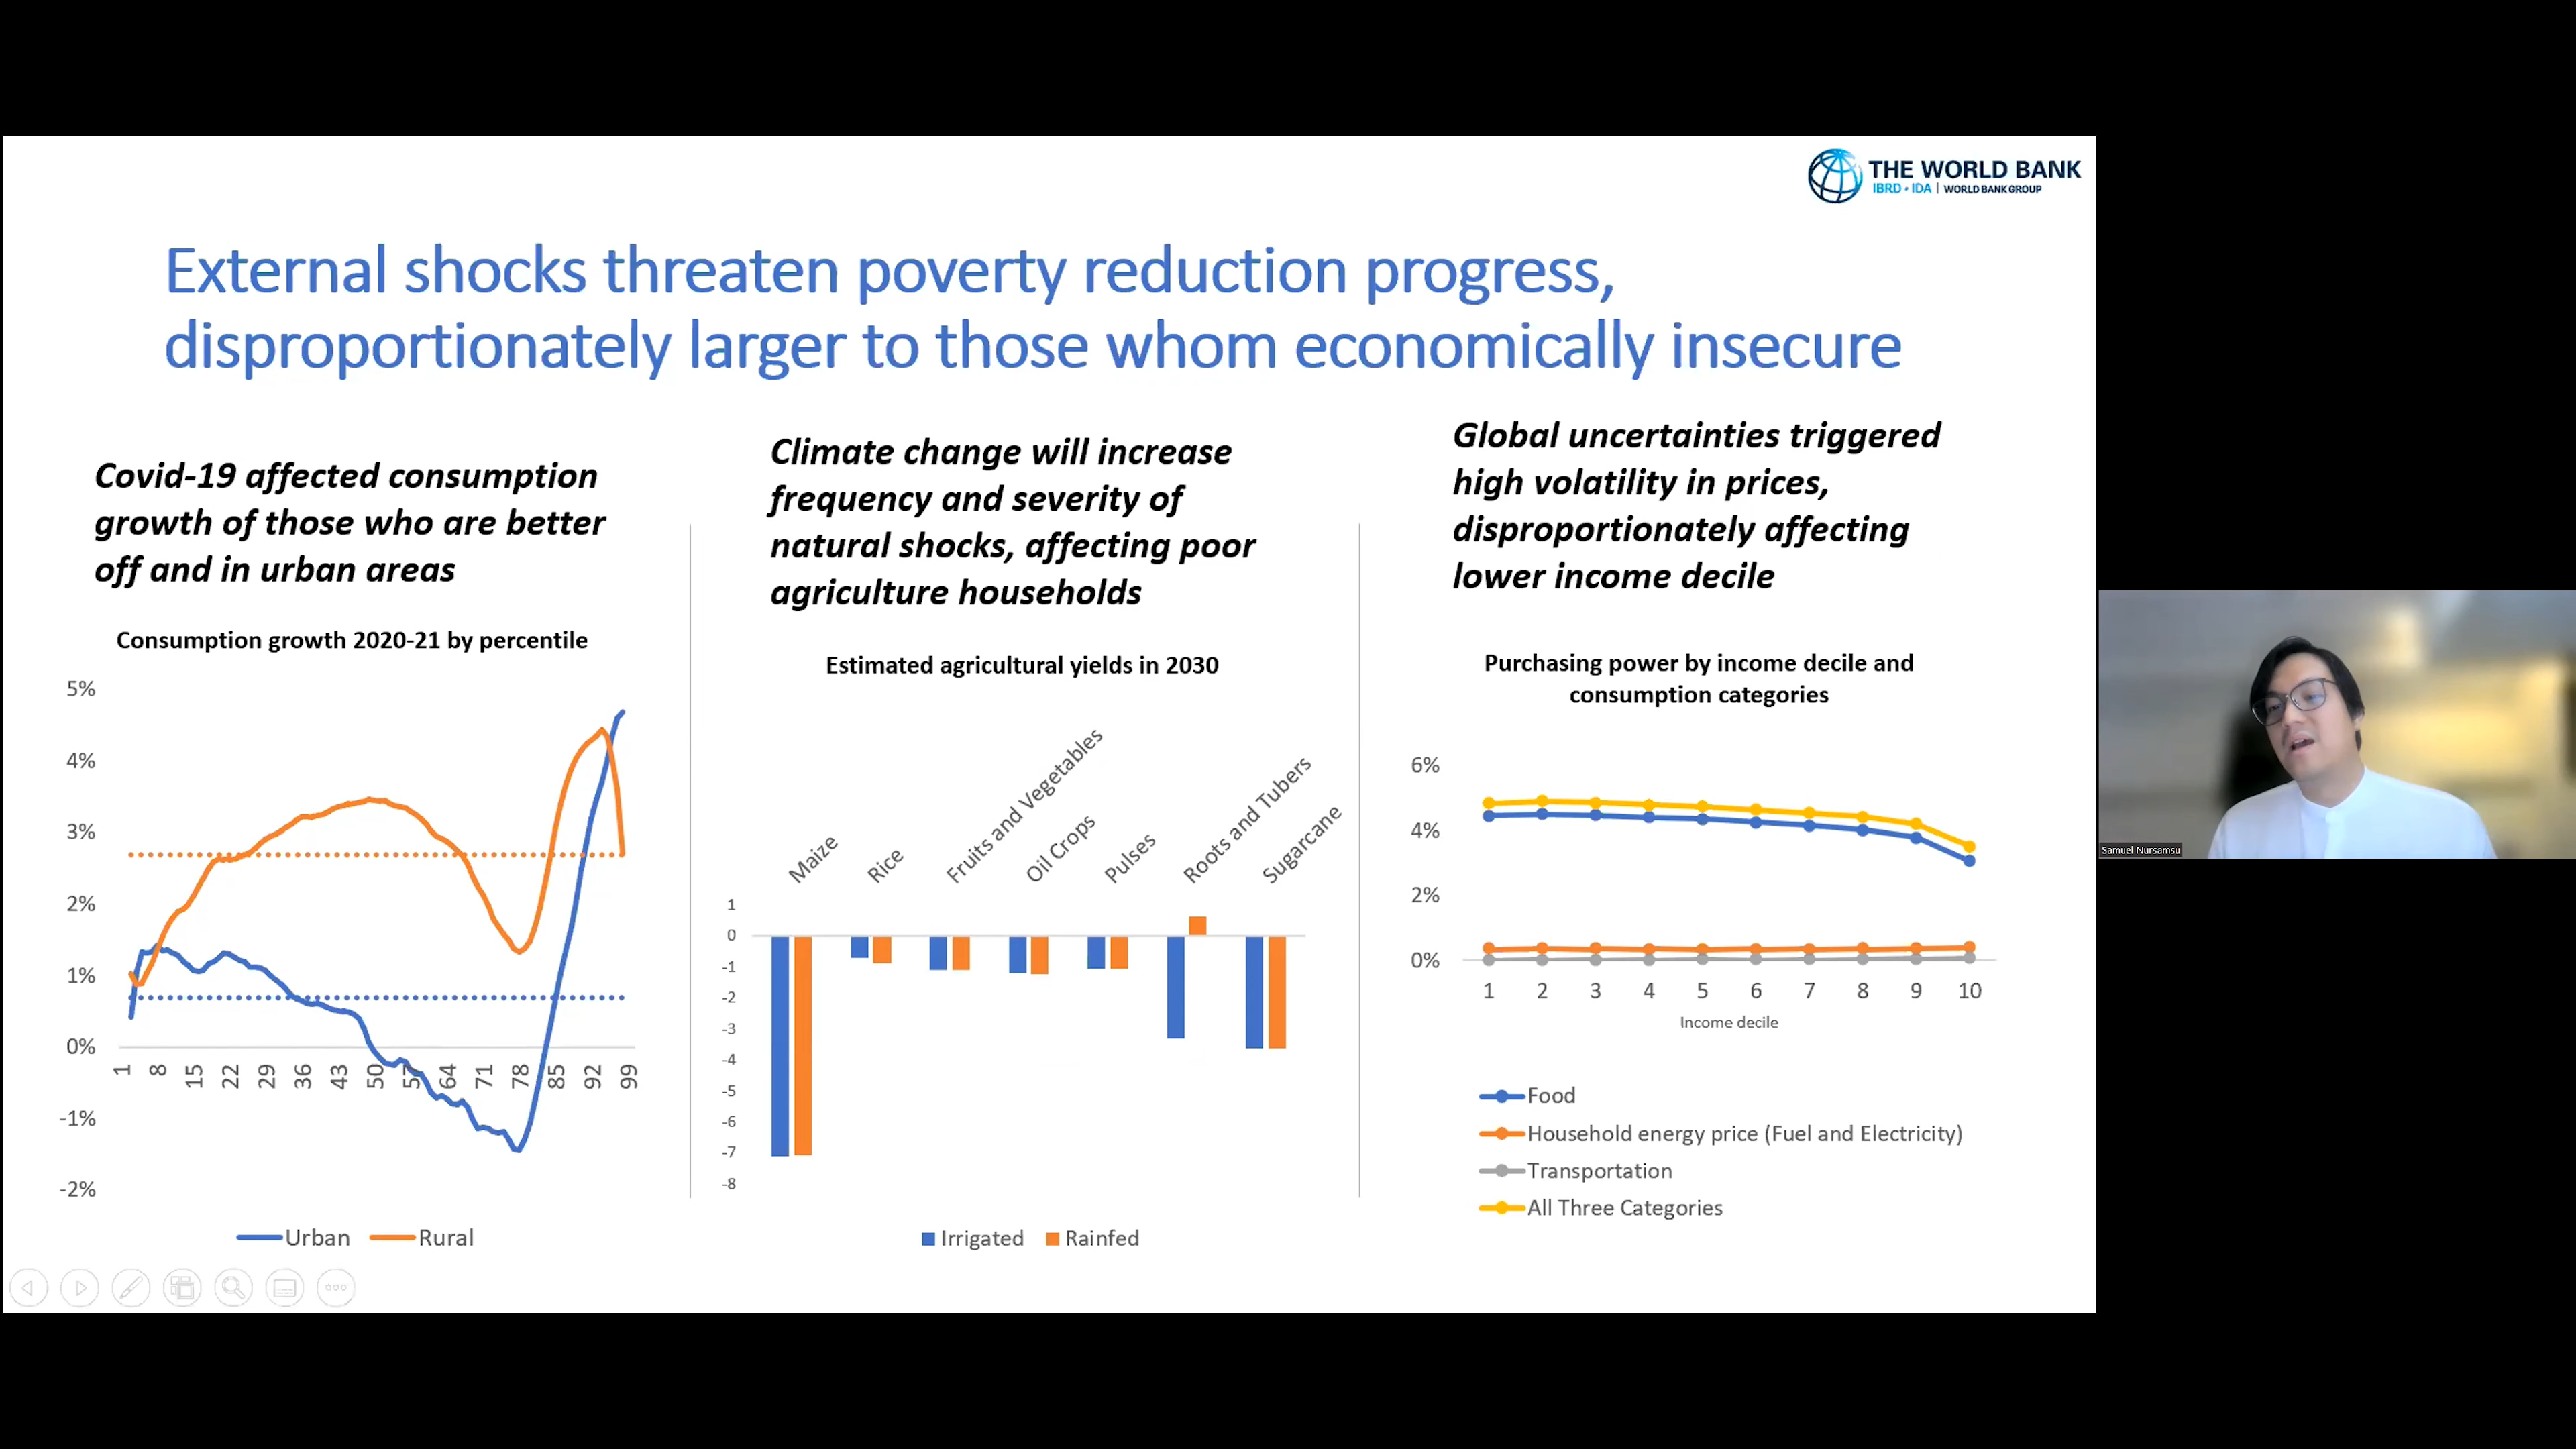 THE WORLD BANK
IBRD • IDA | WORLD BANK GROUP
External shocks threaten poverty reduction progress,
disproportionately larger to those whom economically insecure
Covid-19 affected consumption
growth of those who are better
off and in urban areas
Consumption growth 2020-21 by percentile
5%
4%
3%
2%
1%
0%
-1%
-2%
1 8 15 22 29 36 43 50 57 64 71 78 85 92 99
Urban Rural
Climate change will increase
frequency and severity of
natural shocks, affecting poor
agriculture households
Estimated agricultural yields in 2030
Maize
Rice
Fruits and Vegetables
Oil Crops
Pulses
Roots and Tubers
Sugarcane
1
0
-1
-2
-3
-4
-5
-6
-7
-8
Irrigated Rainfed
Global uncertainties triggered
high volatility in prices,
disproportionately affecting
lower income decile
Purchasing power by income decile and
consumption categories
6%
4%
2%
0%
1 2 3 4 5 6 7 8 9 10
Income decile
Food
Household energy price (Fuel and Electricity)
Transportation
All Three Categories
Samuel Nursamsu